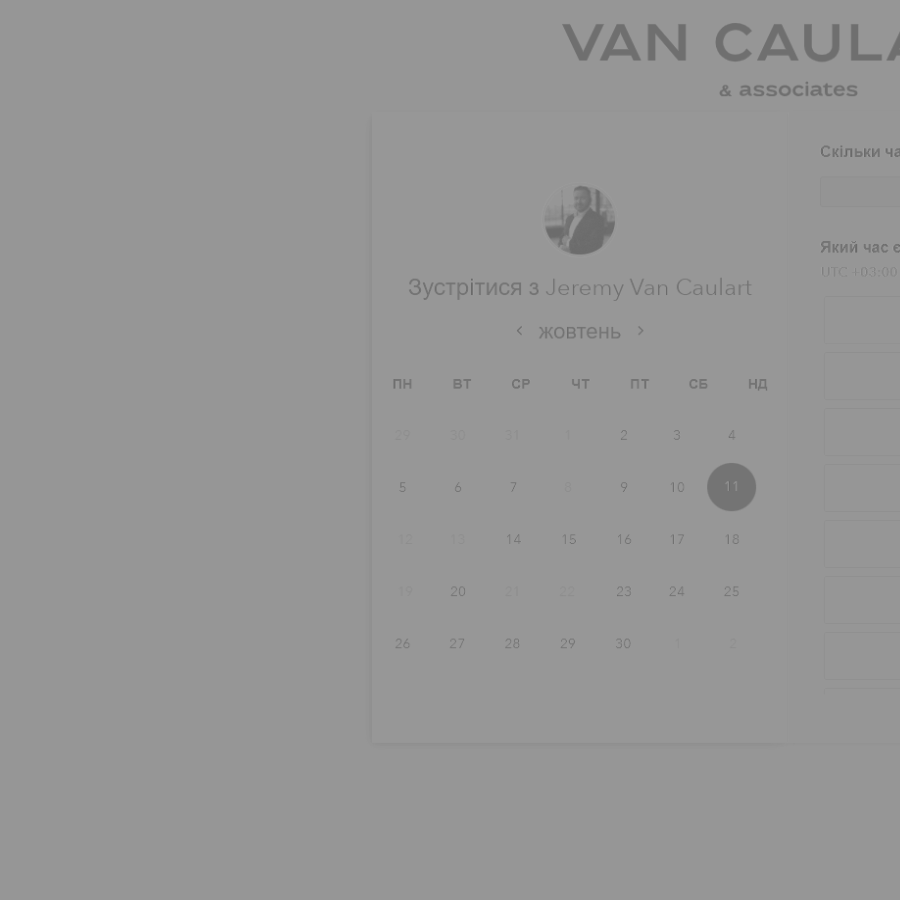 VAN CAULA
& associates
Скільки ча
Зустрітися з Jeremy Van Caulart
Який час є
UTC +03:00
жовтень
ПН ВТ СР ЧТ ПТ СБ НД
29 30 31 1 2 3 4
5 6 7 8 9 10 11
12 13 14 15 16 17 18
19 20 21 22 23 24 25
26 27 28 29 30 1 2